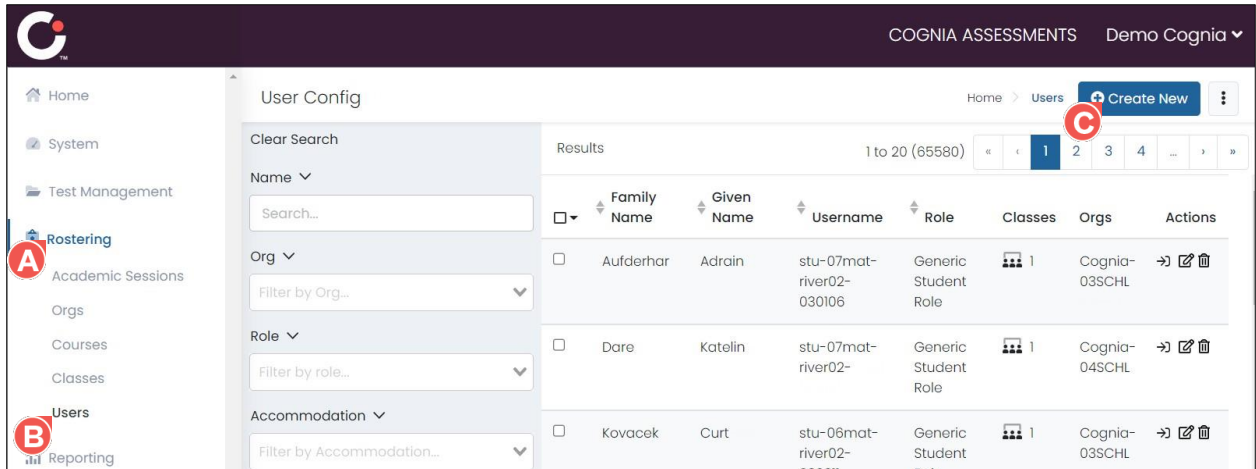 TM
COGNIA ASSESSMENTS Demo Cognia
Home
System
Test Management
Rostering
A
Academic Sessions
Orgs
Courses
Classes
Users
B
Reporting
User Config
Home > Users
Create New
C
Clear Search
Name
Search...
Org
Filter by Org...
Role
Filter by role...
Accommodation
Filter by Accommodation...
Results
1 to 20 (65580) « ‹ 1 2 3 4 ... › »
Family Name Given Name Username Role Classes Orgs Actions
Aufderhar Adrain stu-07mat- Generic 1 Cognia-
river02- Student 03SCHL
030106 Role
Dare Katelin stu-07mat- Generic 1 Cognia-
river02- Student 04SCHL
Role
Kovacek Curt stu-06mat- Generic 1 Cognia-
river02- Student 03SCHL